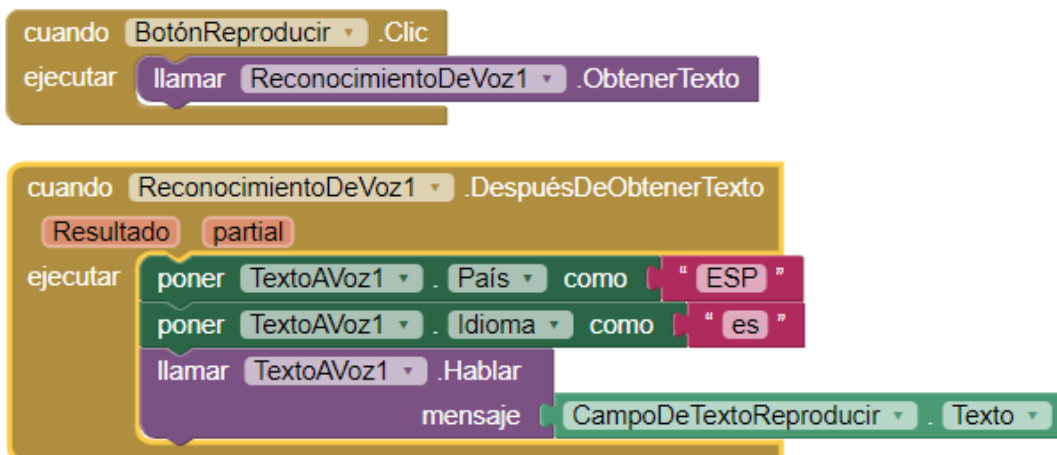 cuando BotónReproducir .Clic
ejecutar llamar ReconocimientoDeVoz1 .ObtenerTexto
cuando ReconocimientoDeVoz1 .DespuésDeObtenerTexto
Resultado partial
ejecutar poner TextoAVoz1 . País como " ESP "
poner TextoAVoz1 . Idioma como " es "
llamar TextoAVoz1 .Hablar
mensaje CampoDeTextoReproducir . Texto